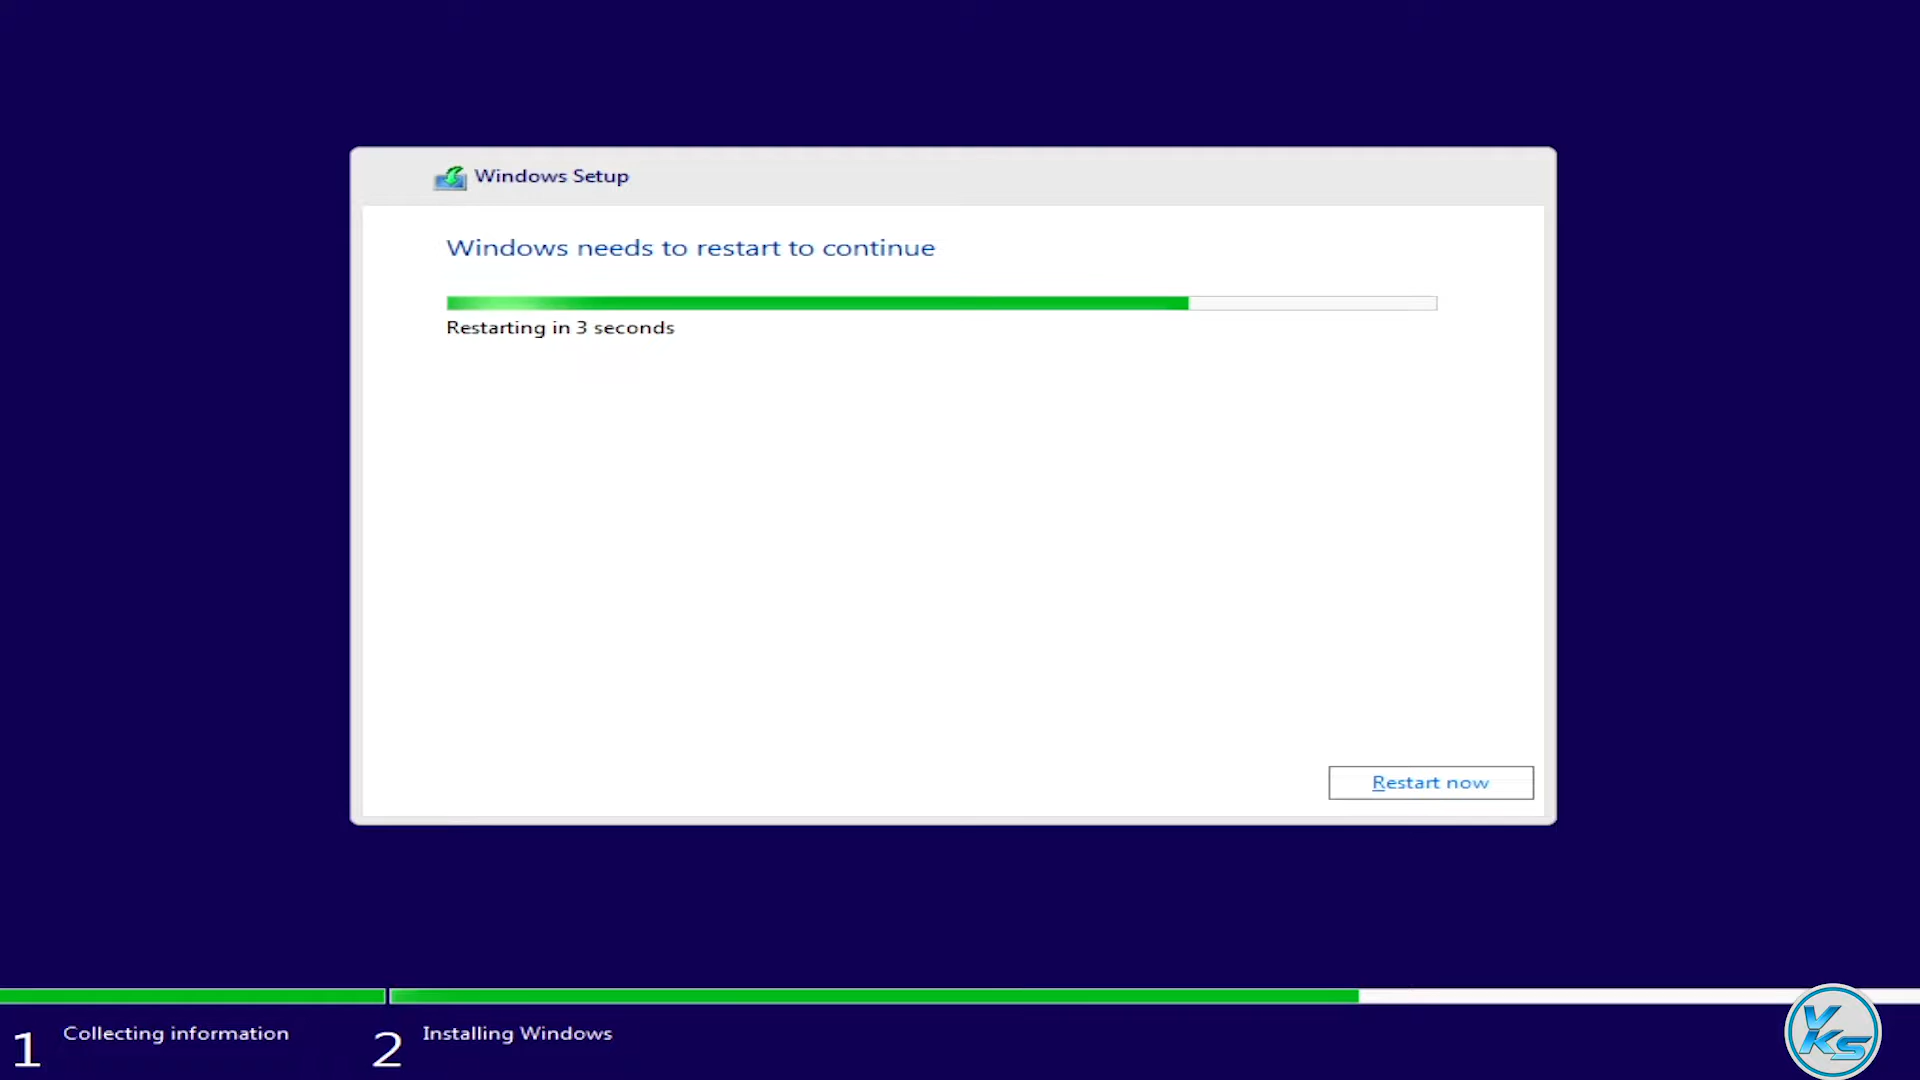 Windows Setup
Windows needs to restart to continue
Restarting in 3 seconds
Restart now
1 Collecting information
2 Installing Windows
VKS